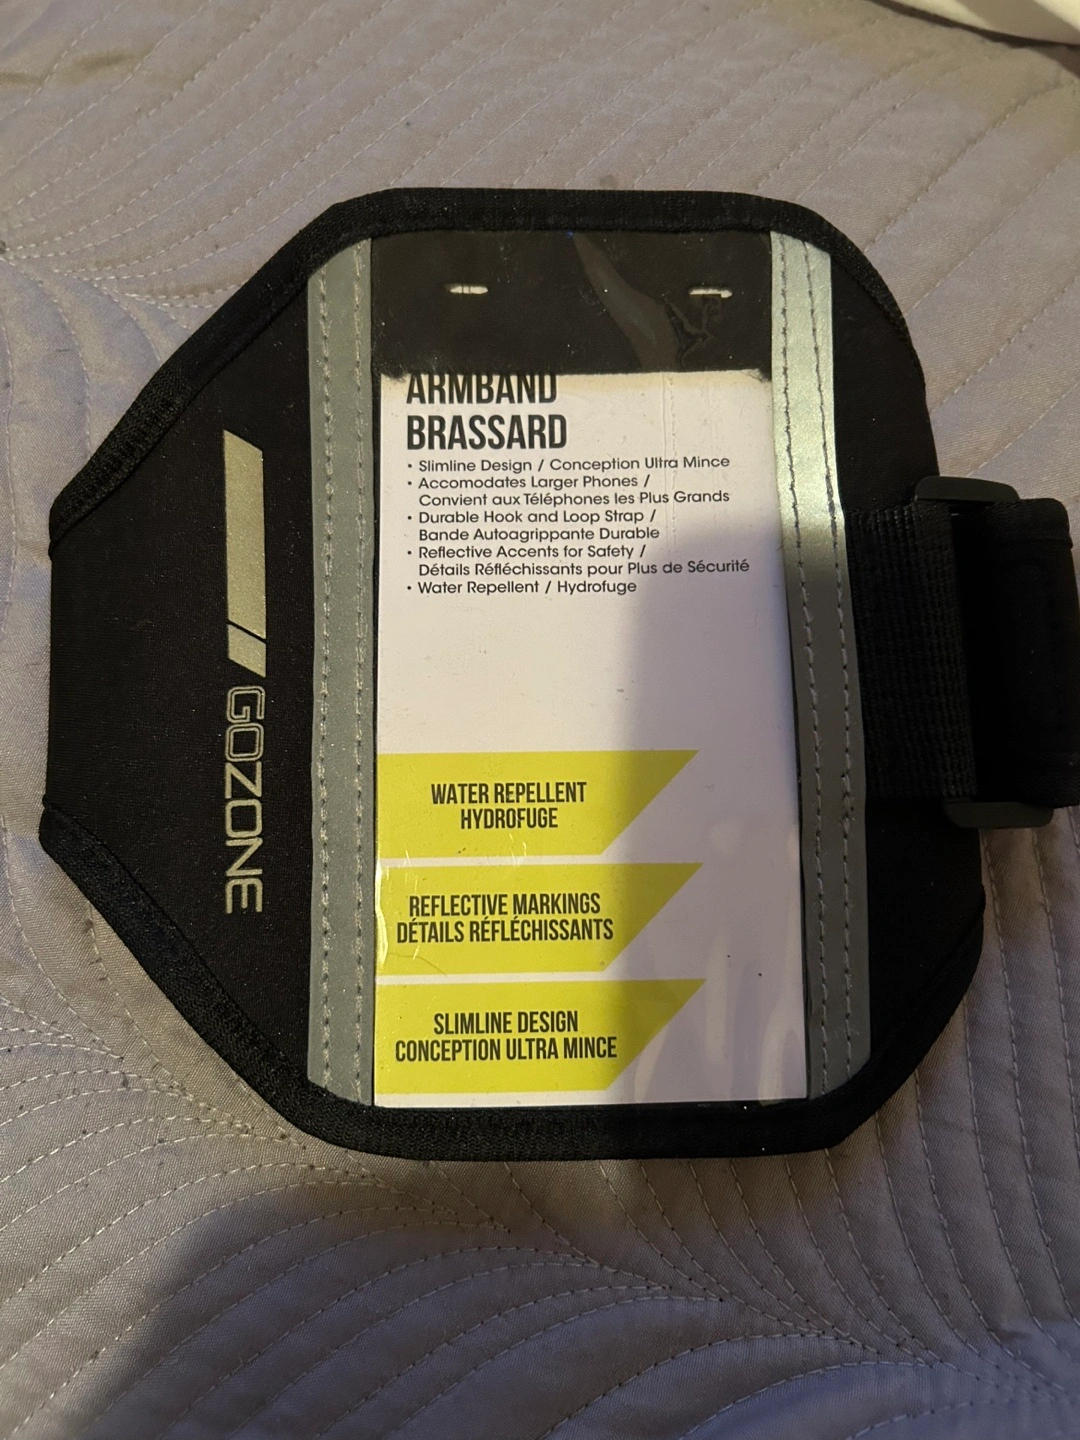 ARMBAND
BRASSARD
• Slimline Design / Conception Ultra Mince
• Accomodates Larger Phones /
Convient aux Téléphones les Plus Grands
• Durable Hook and Loop Strap /
Bande Autoagrippante Durable
• Reflective Accents for Safety /
Détails Réfléchissants pour Plus de Sécurité
• Water Repellent / Hydrofuge
WATER REPELLENT
HYDROFUGE
REFLECTIVE MARKINGS
DÉTAILS RÉFLÉCHISSANTS
SLIMLINE DESIGN
CONCEPTION ULTRA MINCE
GOZONE